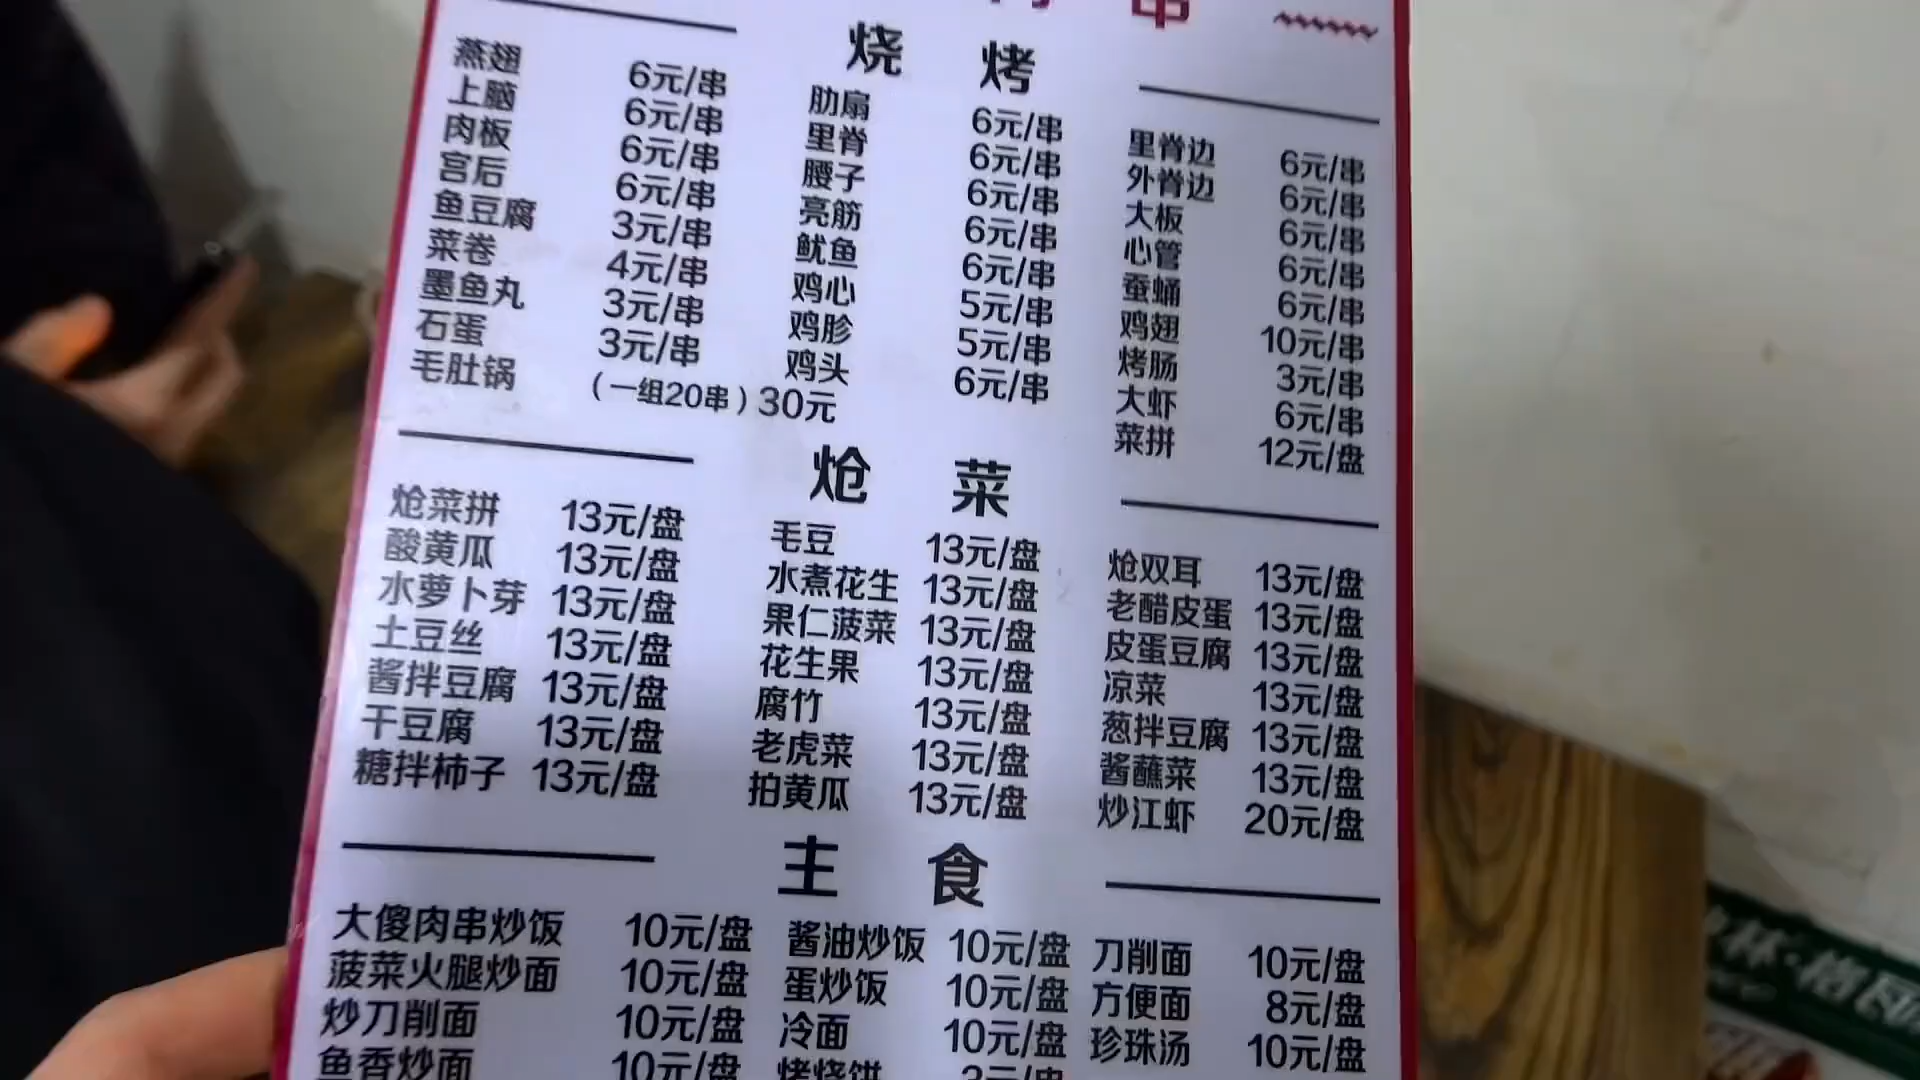 串
烧 烤
燕翅 6元/串
上脑 6元/串
肉板 6元/串
宫后 6元/串
鱼豆腐 3元/串
菜卷 4元/串
墨鱼丸 3元/串
石蛋 3元/串
毛肚锅 （一组20串）30元
肋扇 6元/串
里脊 6元/串
腰子 6元/串
亮筋 6元/串
鱿鱼 6元/串
鸡心 5元/串
鸡胗 5元/串
鸡头 6元/串
里脊边 6元/串
外脊边 6元/串
大板 6元/串
心管 6元/串
蚕蛹 6元/串
鸡翅 10元/串
烤肠 3元/串
大虾 6元/串
菜拼 12元/盘
炝 菜
炝菜拼 13元/盘
酸黄瓜 13元/盘
水萝卜芽 13元/盘
土豆丝 13元/盘
酱拌豆腐 13元/盘
干豆腐 13元/盘
糖拌柿子 13元/盘
毛豆 13元/盘
水煮花生 13元/盘
果仁菠菜 13元/盘
花生果 13元/盘
腐竹 13元/盘
老虎菜 13元/盘
拍黄瓜 13元/盘
炝双耳 13元/盘
老醋皮蛋 13元/盘
皮蛋豆腐 13元/盘
凉菜 13元/盘
葱拌豆腐 13元/盘
酱蘸菜 13元/盘
炒江虾 20元/盘
主 食
大傻肉串炒饭 10元/盘
菠菜火腿炒面 10元/盘
炒刀削面 10元/盘
鱼香炒面 10元/盘
酱油炒饭 10元/盘
蛋炒饭 10元/盘
冷面 10元/盘
烤烧饼 3元/串
刀削面 10元/盘
方便面 8元/盘
珍珠汤 10元/盘
林·格瓦